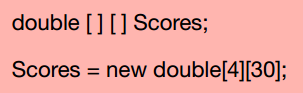 double [ ] [ ] Scores;
Scores = new double[4][30];